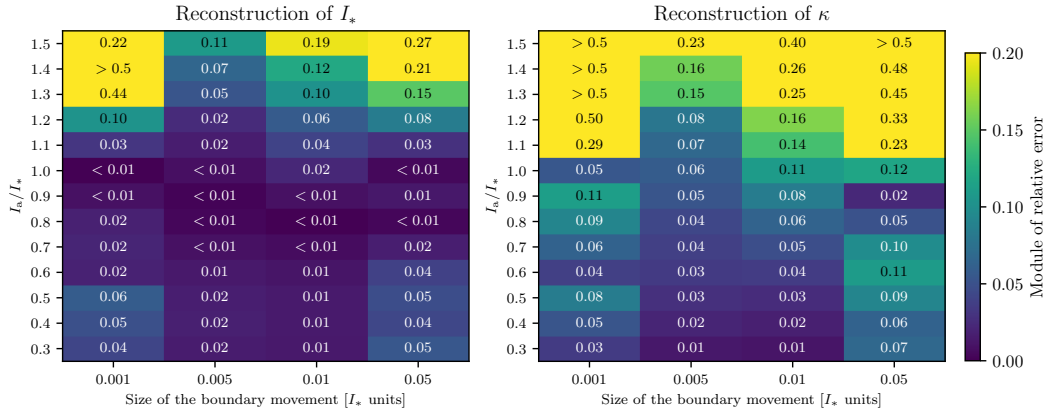 Reconstruction of I*
Reconstruction of κ
1.5 0.22 0.11 0.19 0.27
1.4 > 0.5 0.07 0.12 0.21
1.3 0.44 0.05 0.10 0.15
1.2 0.10 0.02 0.06 0.08
1.1 0.03 0.02 0.04 0.03
1.0 < 0.01 < 0.01 0.02 < 0.01
0.9 < 0.01 < 0.01 < 0.01 0.01
0.8 0.02 < 0.01 < 0.01 < 0.01
0.7 0.02 < 0.01 < 0.01 0.02
0.6 0.02 0.01 0.01 0.04
0.5 0.06 0.02 0.01 0.05
0.4 0.05 0.02 0.01 0.04
0.3 0.04 0.02 0.01 0.05
0.001 0.005 0.01 0.05
Size of the boundary movement [I* units]
Ia/I*
1.5 > 0.5 0.23 0.40 > 0.5
1.4 > 0.5 0.16 0.26 0.48
1.3 > 0.5 0.15 0.25 0.45
1.2 0.50 0.08 0.16 0.33
1.1 0.29 0.07 0.14 0.23
1.0 0.05 0.06 0.11 0.12
0.9 0.11 0.05 0.08 0.02
0.8 0.09 0.04 0.06 0.05
0.7 0.06 0.04 0.05 0.10
0.6 0.04 0.03 0.04 0.11
0.5 0.08 0.03 0.03 0.09
0.4 0.05 0.02 0.02 0.06
0.3 0.03 0.01 0.01 0.07
0.001 0.005 0.01 0.05
Size of the boundary movement [I* units]
Ia/I*
0.20
0.15
0.10
0.05
0.00
Module of relative error